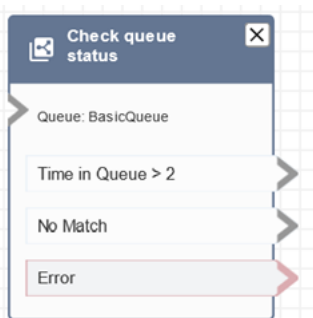 Check queue
status
Queue: BasicQueue
Time in Queue > 2
No Match
Error